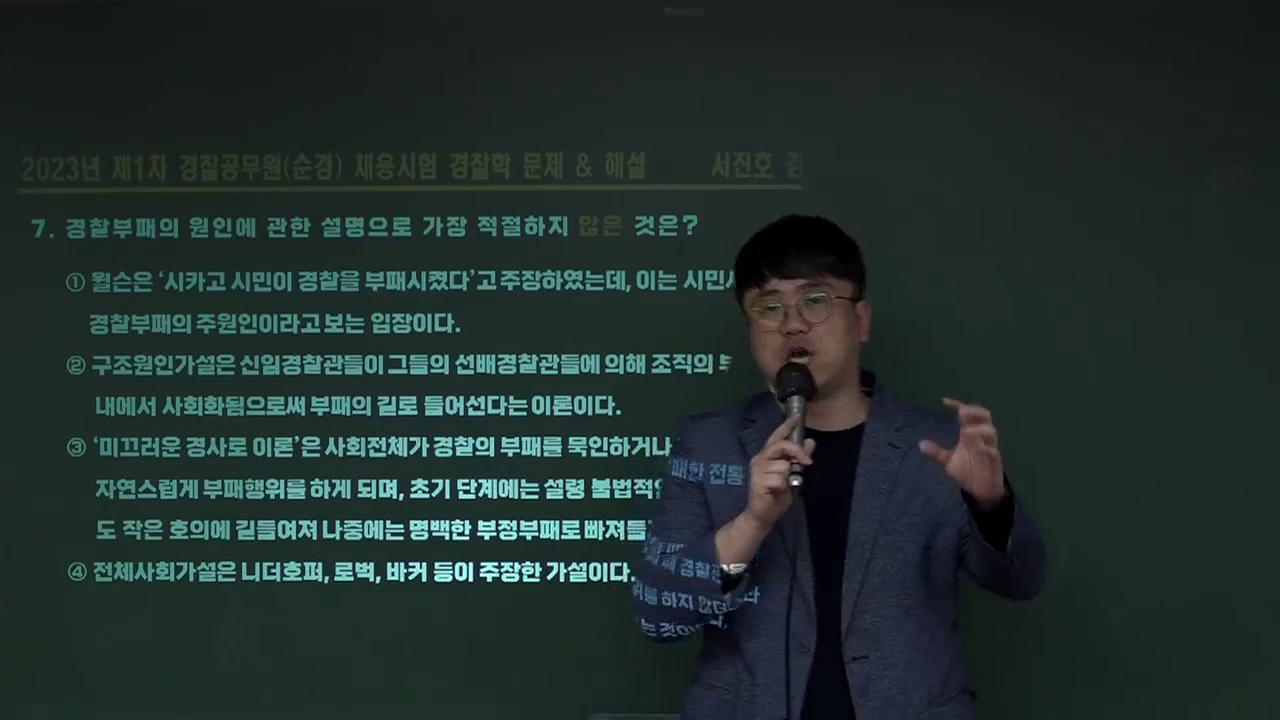 2023년 제1차 경찰공무원(순경) 채용시험 경찰학 문제 & 해설 서진호
7. 경찰부패의 원인에 관한 설명으로 가장 적절하지 않은 것은?
① 윌슨은 ‘시카고 시민이 경찰을 부패시켰다’고 주장하였는데, 이는
경찰부패의 주원인이라고 보는 입장이다.
② 구조원인가설은 신임경찰관들이 그들의 선배경찰관들에 의해 조직의
내에서 사회화됨으로써 부패의 길로 들어선다는 이론이다.
③ ‘미끄러운 경사로 이론’은 사회전체가 경찰의 부패를 묵인하거나
전통
자연스럽게 부패행위를 하게 되며, 초기 단계에는 설령
도 작은 호의에 길들여져 나중에는 명백한 부정부패로
④ 전체사회가설은 니더호퍼, 로벅, 바커 등이 주장한 가설이다.
하지